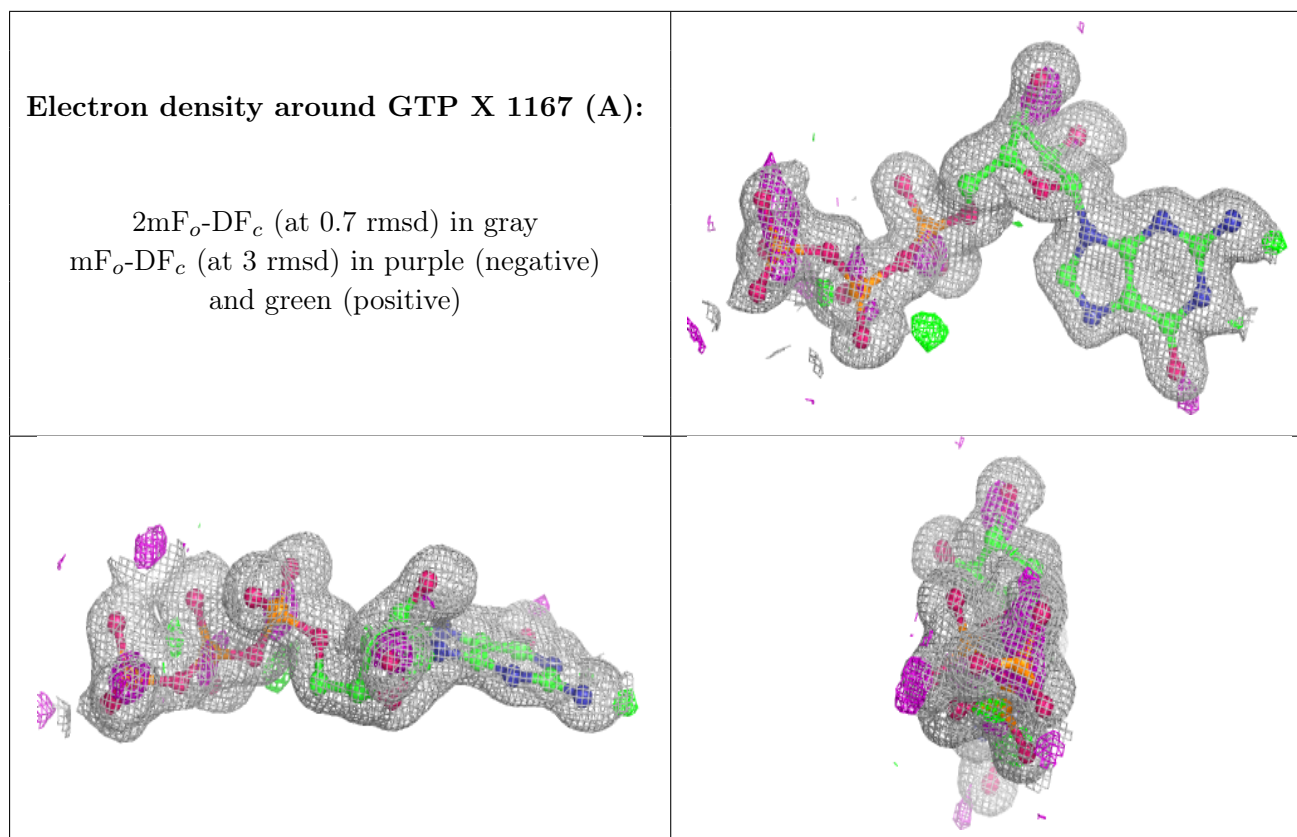 Electron density around GTP X 1167 (A):
2mFₒ-DF𝑐 (at 0.7 rmsd) in gray
mFₒ-DF𝑐 (at 3 rmsd) in purple (negative)
and green (positive)